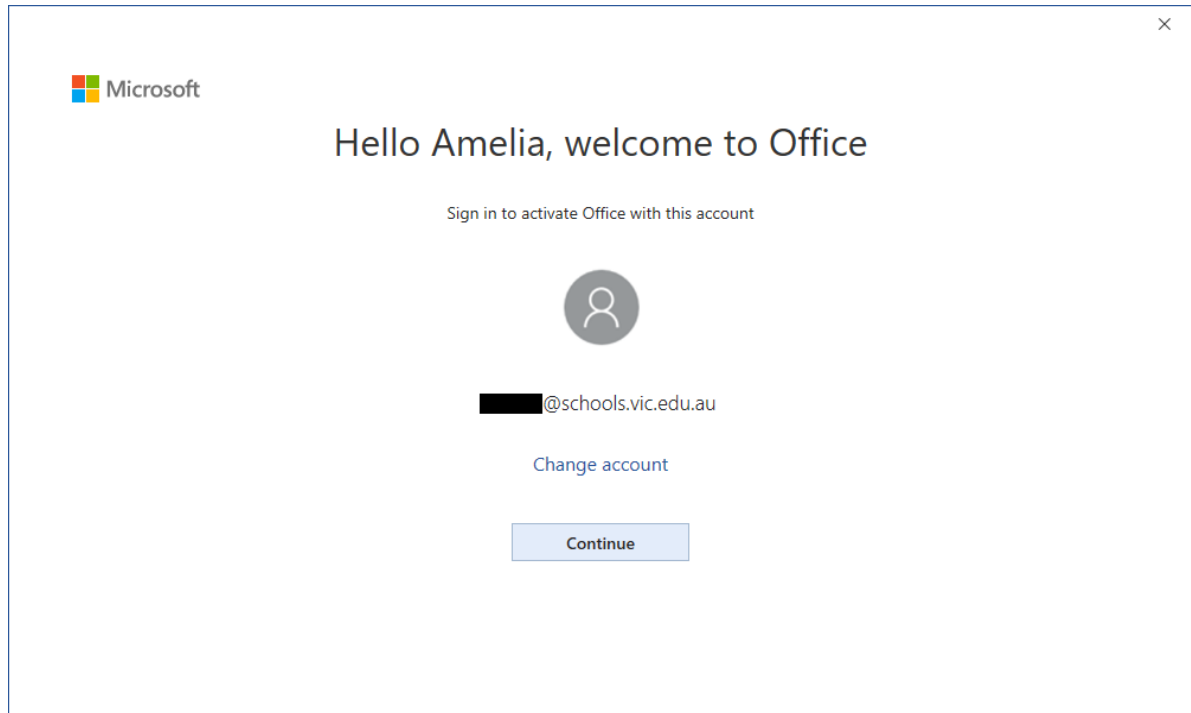 Microsoft
Hello Amelia, welcome to Office
Sign in to activate Office with this account
@schools.vic.edu.au
Change account
Continue